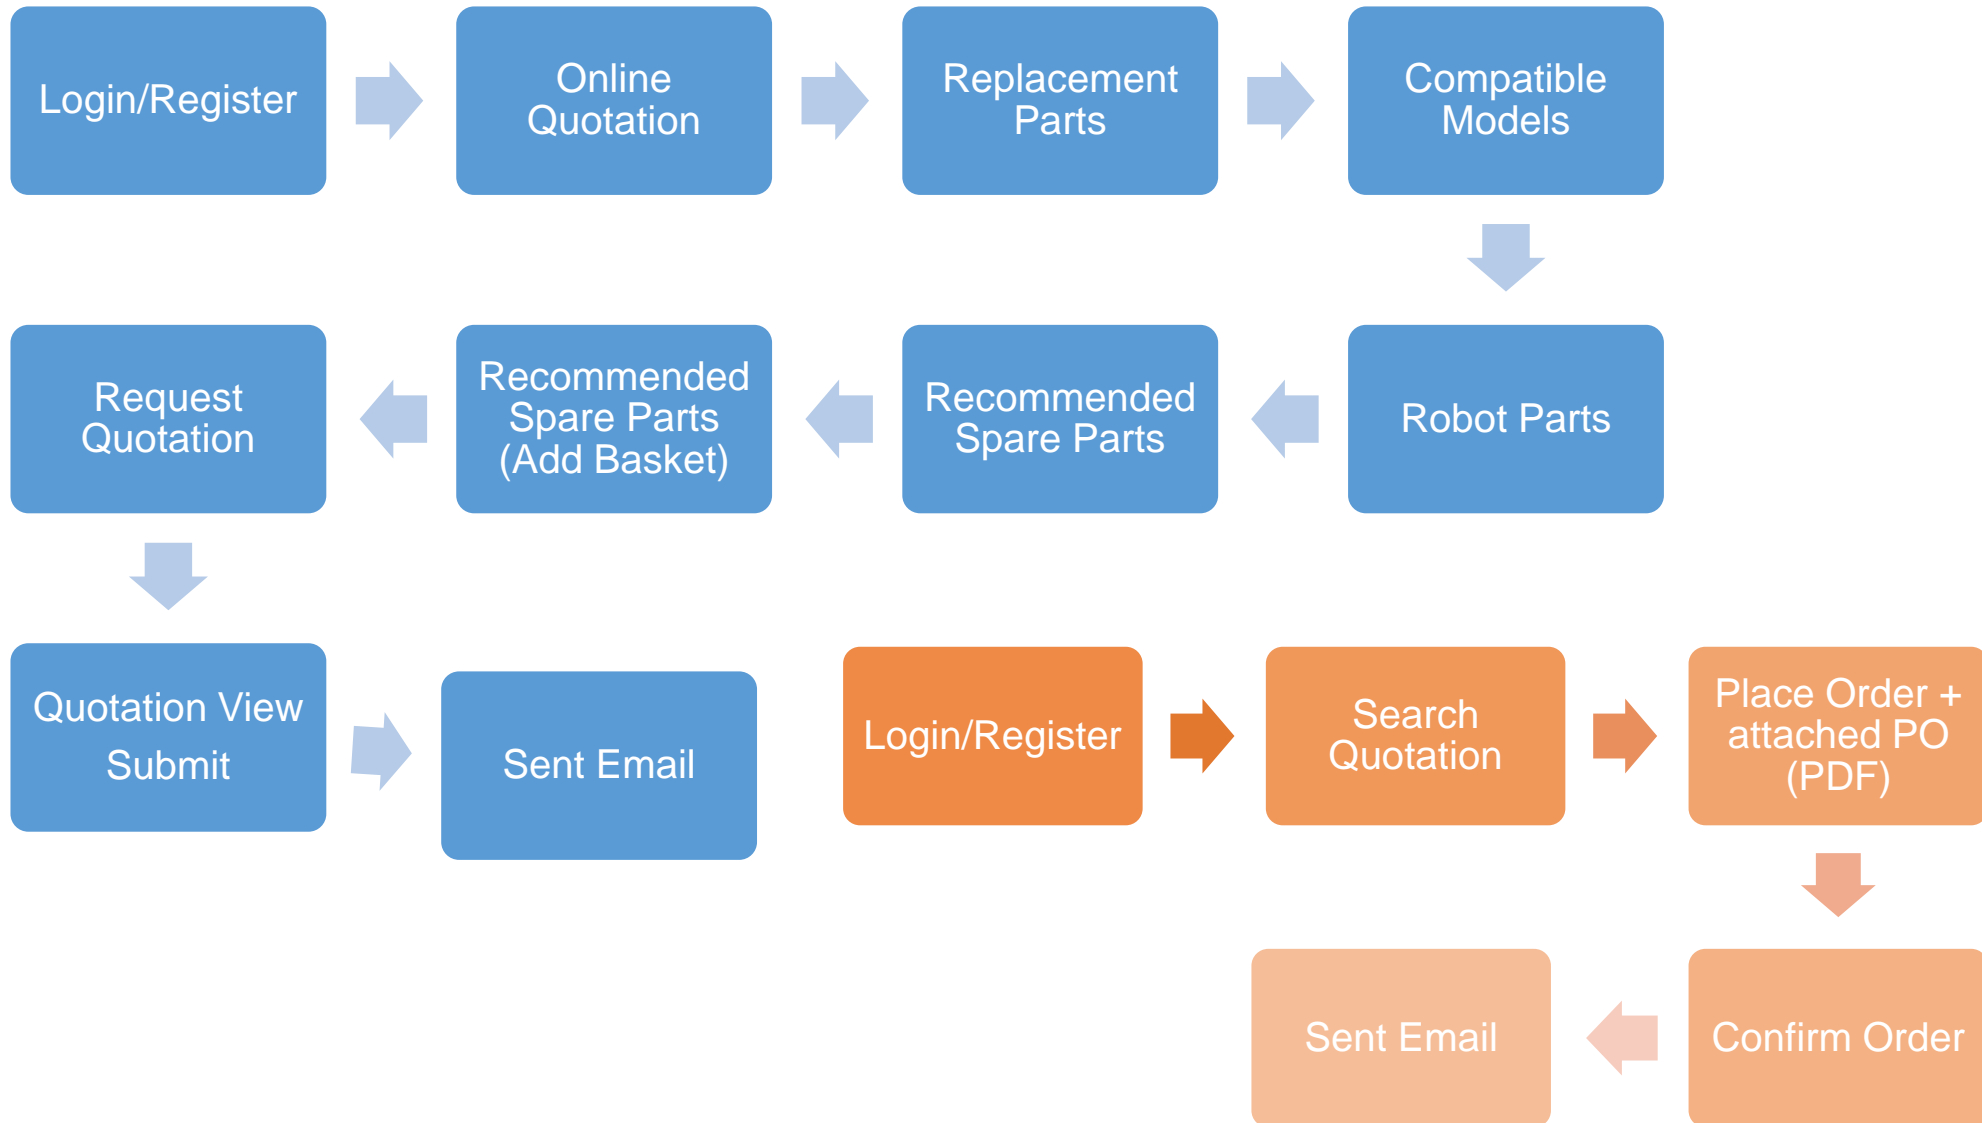 Login/Register
Online
Quotation
Replacement
Parts
Compatible
Models
Robot Parts
Recommended
Spare Parts
Recommended
Spare Parts
(Add Basket)
Request
Quotation
Quotation View
Submit
Sent Email
Login/Register
Search
Quotation
Place Order +
attached PO
(PDF)
Confirm Order
Sent Email